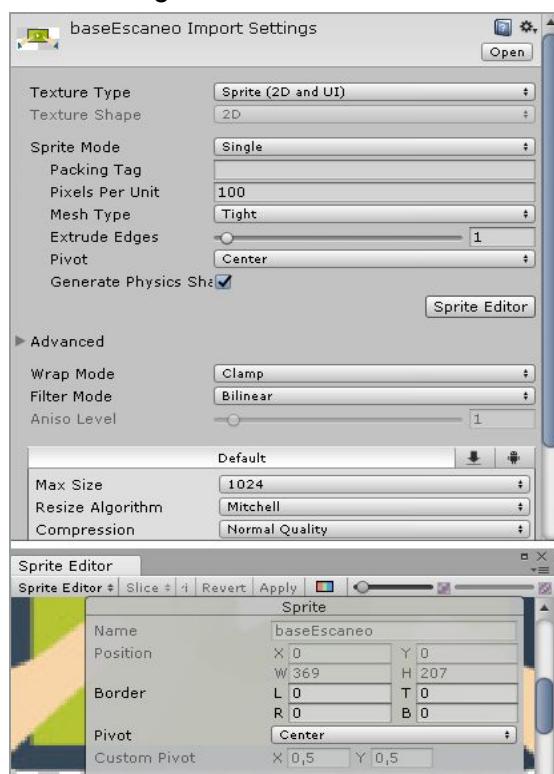 baseEscaneo Import Settings
Open
Texture Type Sprite (2D and UI)
Texture Shape 2D
Sprite Mode Single
Packing Tag
Pixels Per Unit 100
Mesh Type Tight
Extrude Edges 1
Pivot Center
Generate Physics Sha
Sprite Editor
Advanced
Wrap Mode Clamp
Filter Mode Bilinear
Aniso Level 1
Default
Max Size 1024
Resize Algorithm Mitchell
Compression Normal Quality
Sprite Editor
Sprite Editor Slice Revert Apply
Sprite
Name baseEscaneo
Position X 0 Y 0
W 369 H 207
Border L 0 T 0
R 0 B 0
Pivot Center
Custom Pivot X 0,5 Y 0,5